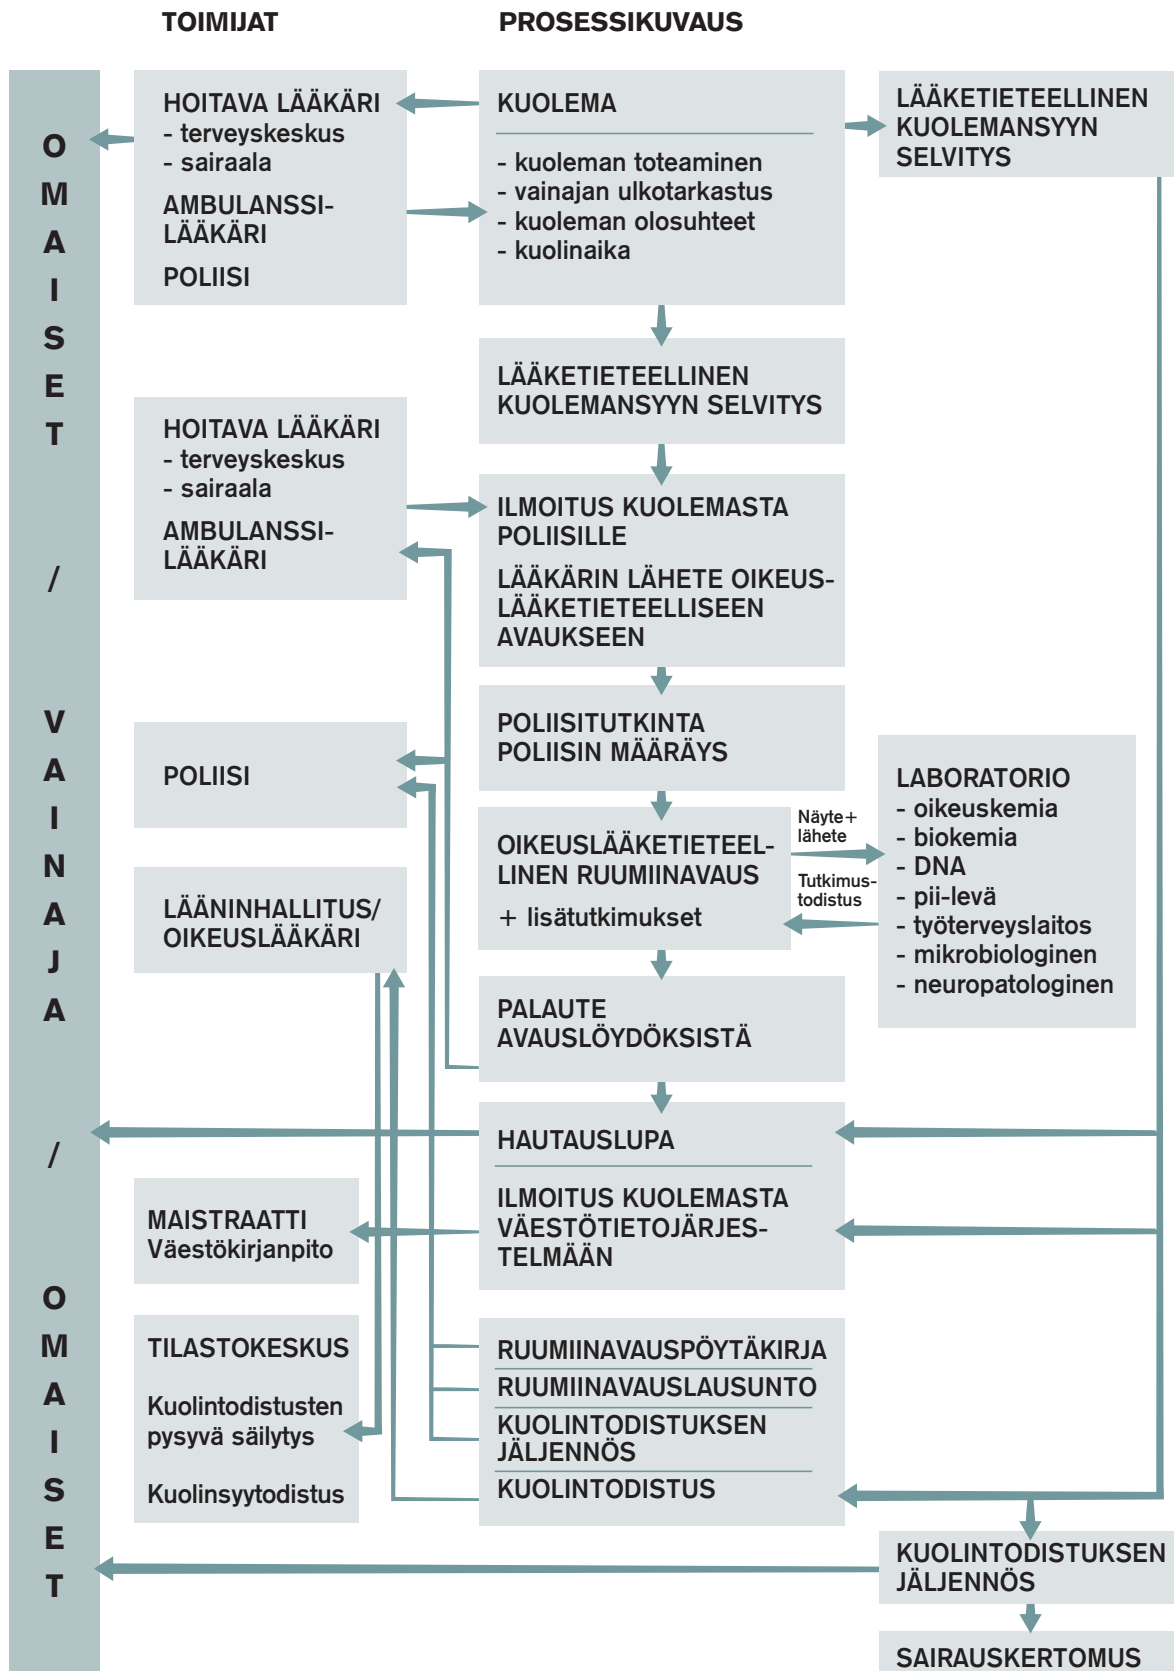 TOIMIJAT
PROSESSIKUVAUS
OMAISET / VAINAJA / OMAISET
HOITAVA LÄÄKÄRI
- terveyskeskus
- sairaala
AMBULANSSI-
LÄÄKÄRI
POLIISI
KUOLEMA
- kuoleman toteaminen
- vainajan ulkotarkastus
- kuoleman olosuhteet
- kuolinaika
LÄÄKETIETEELLINEN
KUOLEMANSYYN
SELVITYS
LÄÄKETIETEELLINEN
KUOLEMANSYYN SELVITYS
HOITAVA LÄÄKÄRI
- terveyskeskus
- sairaala
AMBULANSSI-
LÄÄKÄRI
ILMOITUS KUOLEMASTA
POLIISILLE
LÄÄKÄRIN LÄHETE OIKEUS-
LÄÄKETIETEELLISEEN
AVAUKSEEN
POLIISITUTKINTA
POLIISIN MÄÄRÄYS
POLIISI
OIKEUSLÄÄKETIETEEL-
LINEN RUUMIINAVAUS
+ lisätutkimukset
Näyte+
lähete
Tutkimus-
todistus
LABORATORIO
- oikeuskemia
- biokemia
- DNA
- pii-levä
- työterveyslaitos
- mikrobiologinen
- neuropatologinen
LÄÄNINHALLITUS/
OIKEUSLÄÄKÄRI
PALAUTE
AVAUSLÖYDÖKSISTÄ
HAUTAUSLUPA
ILMOITUS KUOLEMASTA
VÄESTÖTIETOJÄRJES-
TELMÄÄN
MAISTRAATTI
Väestökirjanpito
TILASTOKESKUS
Kuolintodistusten
pysyvä säilytys
Kuolinsyytodistus
RUUMIINAVAUSPÖYTÄKIRJA
RUUMIINAVAUSLAUSUNTO
KUOLINTODISTUKSEN
JÄLJENNÖS
KUOLINTODISTUS
KUOLINTODISTUKSEN
JÄLJENNÖS
SAIRAUSKERTOMUS